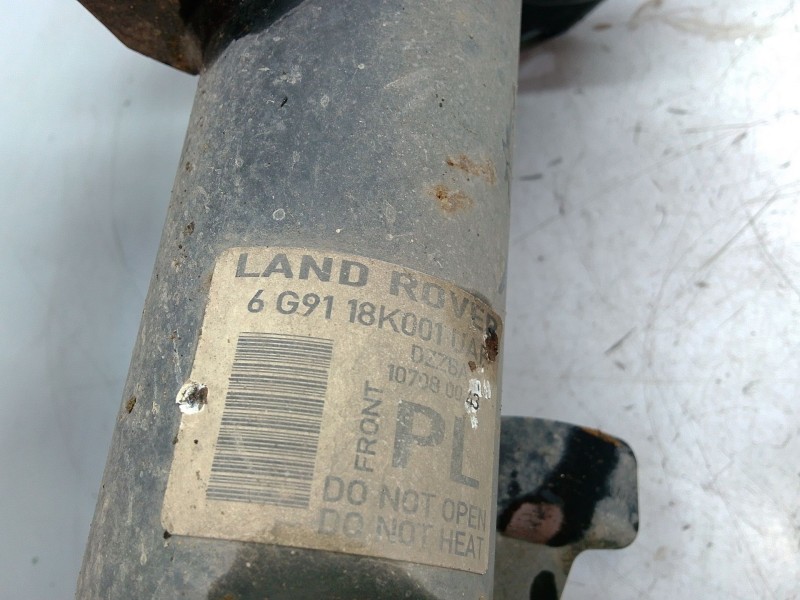 LAND ROVER
6 G91 18K001
FRONT
PL
DO NOT OPEN
DO NOT HEAT